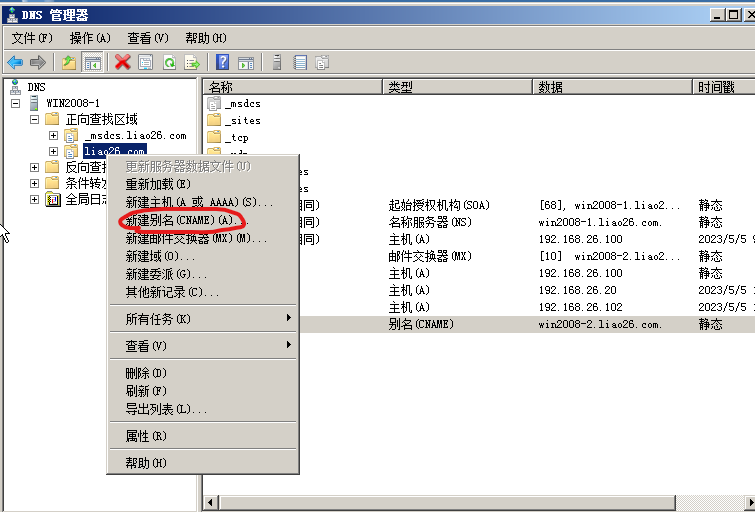 DNS 管理器
文件(F) 操作(A) 查看(V) 帮助(H)
DNS
WIN2008-1
正向查找区域
_msdcs.liao26.com
liao26.com
反向查找
条件转发
全局日志
更新服务器数据文件(U)
重新加载(E)
新建主机(A 或 AAAA)(S)...
新建别名(CNAME)(A)...
新建邮件交换器(MX)(M)...
新建域(O)...
新建委派(G)...
其他新记录(C)...
所有任务(K)
查看(V)
删除(D)
刷新(F)
导出列表(L)...
属性(R)
帮助(H)
名称 类型 数据 时间戳
_msdcs
_sites
_tcp
es
es
相同) 起始授权机构(SOA) [68], win2008-1.liao2... 静态
相同) 名称服务器(NS) win2008-1.liao26.com. 静态
相同) 主机(A) 192.168.26.100 2023/5/5 9
邮件交换器(MX) [10] win2008-2.liao2... 静态
主机(A) 192.168.26.100 静态
主机(A) 192.168.26.20 2023/5/5 1
主机(A) 192.168.26.102 2023/5/5 1
别名(CNAME) win2008-2.liao26.com. 静态